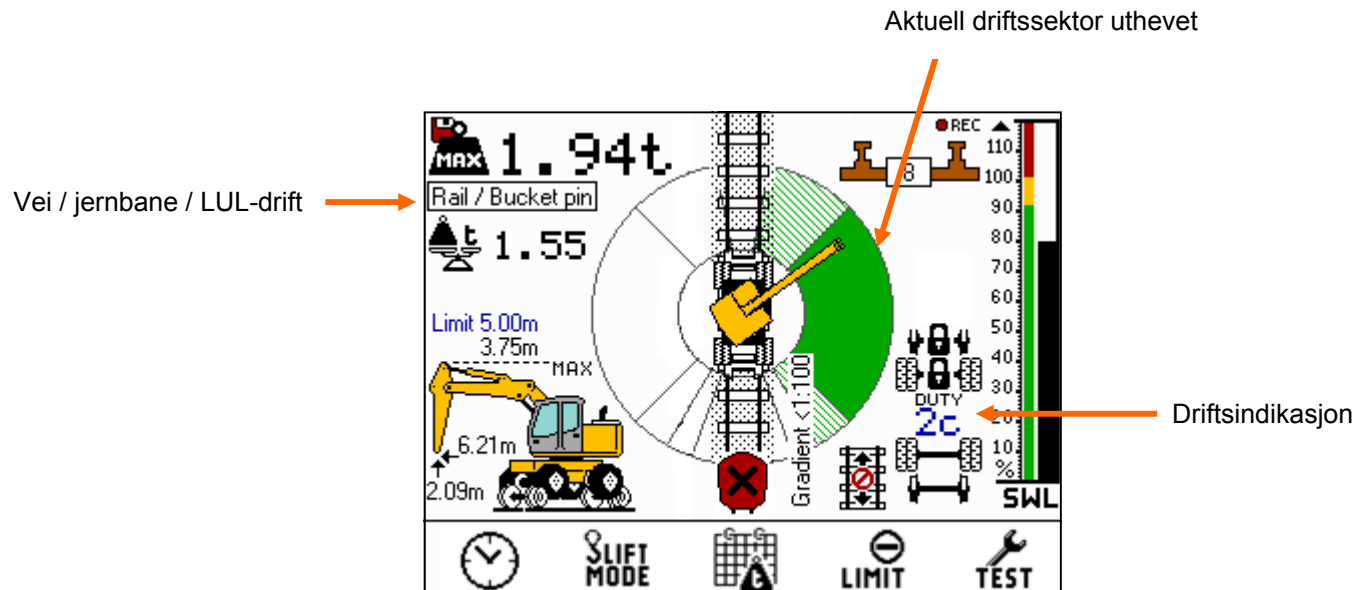 Aktuell driftssektor uthevet
Vei / jernbane / LUL-drift
Driftsindikasjon
MAX 1.94t
Rail / Bucket pin
t 1.55
Limit 5.00m
3.75m
MAX
6.21m
2.09m
Gradient <1:100
REC
8
110
100
90
80
70
60
50
40
30
20
10
%
SWL
DUTY
2c
SLIFT MODE
LIMIT
TEST